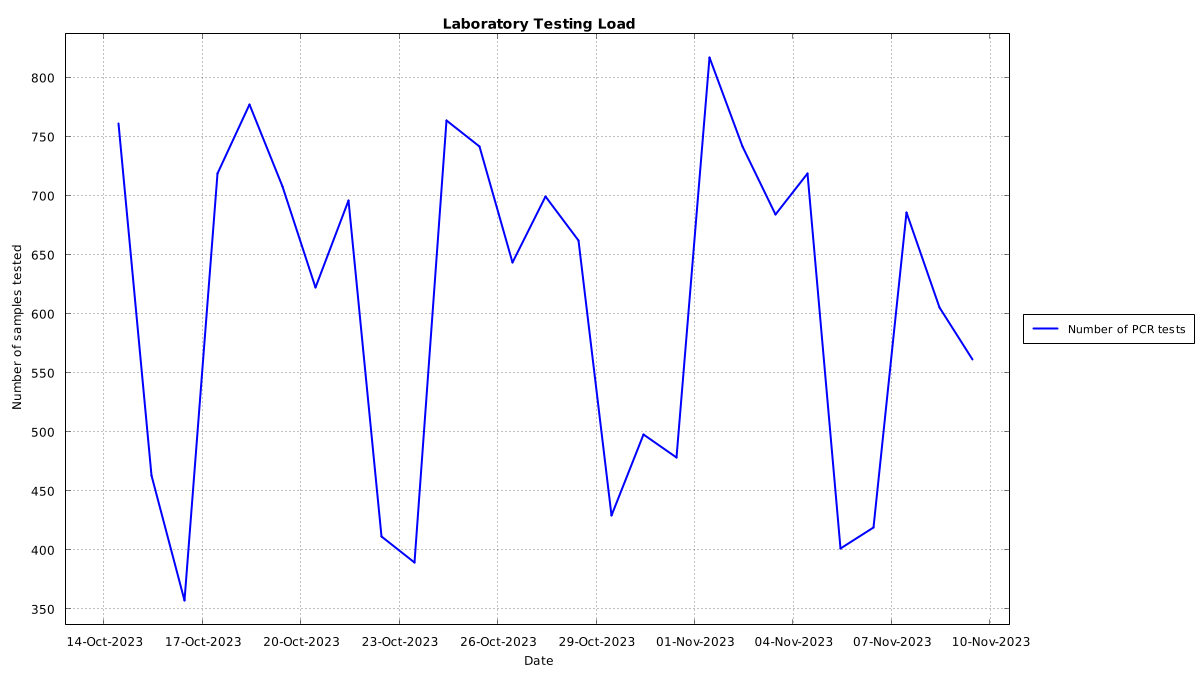 Laboratory Testing Load
Number of samples tested
800
750
700
650
600
550
500
450
400
350
14-Oct-2023 17-Oct-2023 20-Oct-2023 23-Oct-2023 26-Oct-2023 29-Oct-2023 01-Nov-2023 04-Nov-2023 07-Nov-2023 10-Nov-2023
Date
Number of PCR tests